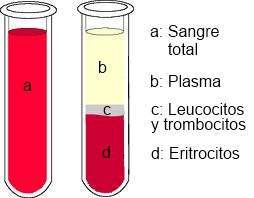 a
b
c
d
a: Sangre
total
b: Plasma
c: Leucocitos
y trombocitos
d: Eritrocitos